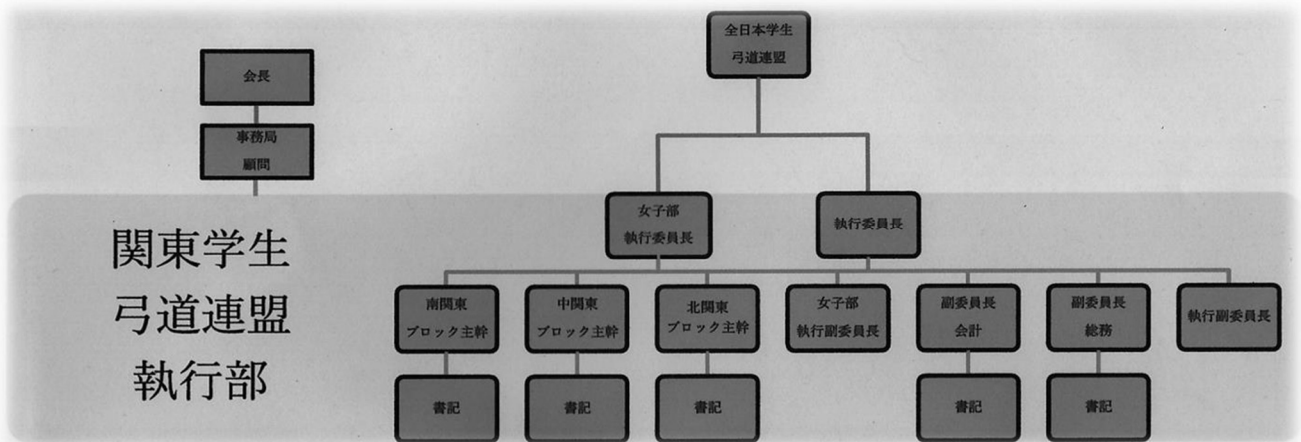 全日本学生
弓道連盟
会長
事務局
顧問
関東学生
弓道連盟
執行部
女子部
執行委員長
執行委員長
南関東
ブロック主幹
中関東
ブロック主幹
北関東
ブロック主幹
女子部
執行副委員長
副委員長
会計
副委員長
総務
執行副委員長
書記
書記
書記
書記
書記